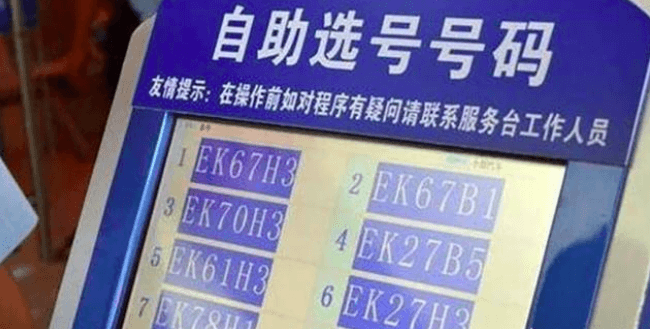 自助选号号码
友情提示：在操作前如对程序有疑问请联系服务台工作人员
1 EK67H3
2 EK67B1
3 EK70H3
4 EK27B5
5 EK61H3
6 EK27H3
7 EK78H1